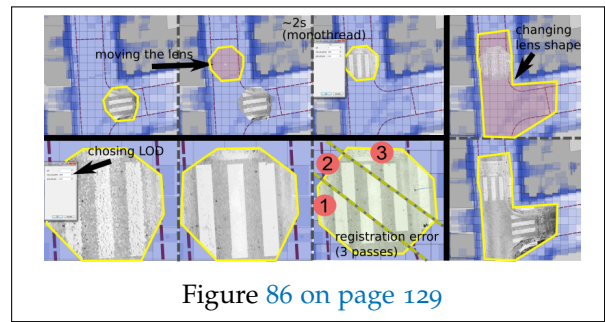 moving the lens
~2s
(monothread)
changing
lens shape
chosing LOD
1
2
3
registration error
(3 passes)
Figure 86 on page 129